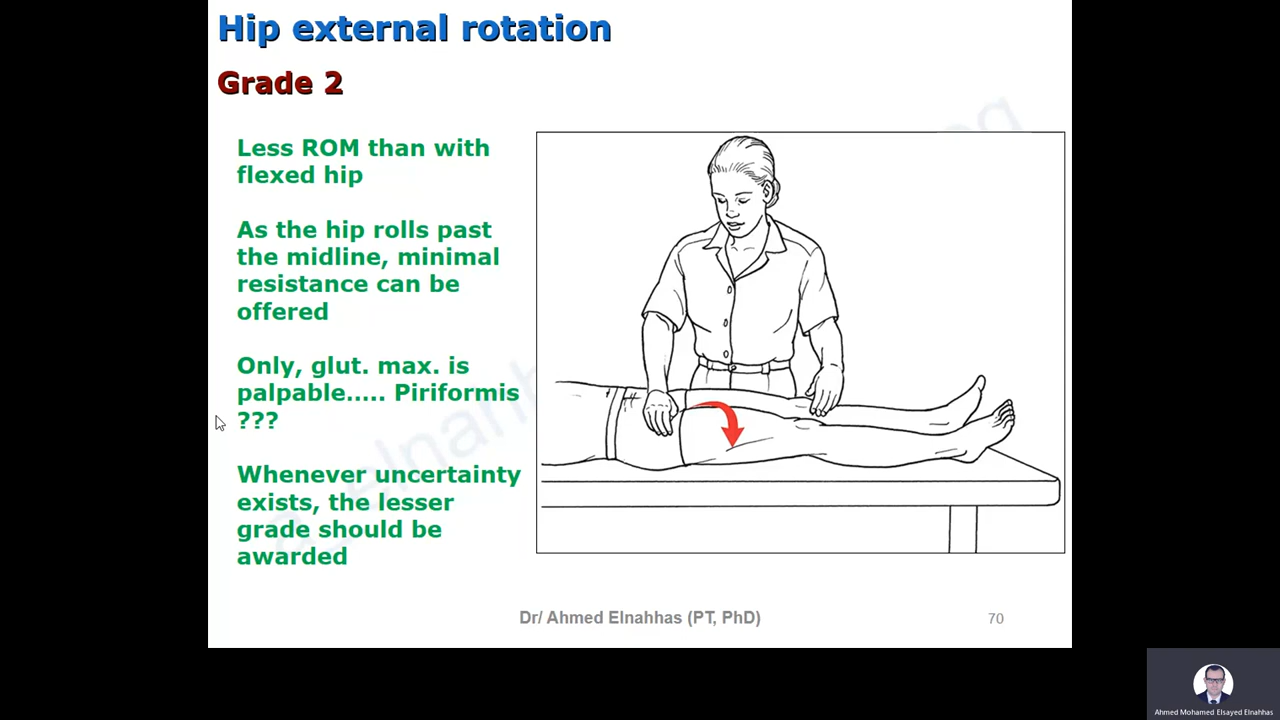 Hip external rotation
Grade 2
Less ROM than with
flexed hip
As the hip rolls past
the midline, minimal
resistance can be
offered
Only, glut. max. is
palpable..... Piriformis
???
Whenever uncertainty
exists, the lesser
grade should be
awarded
Dr/ Ahmed Elnahhas (PT, PhD)
70
Ahmed Mohamed Elsayed Elnahhas